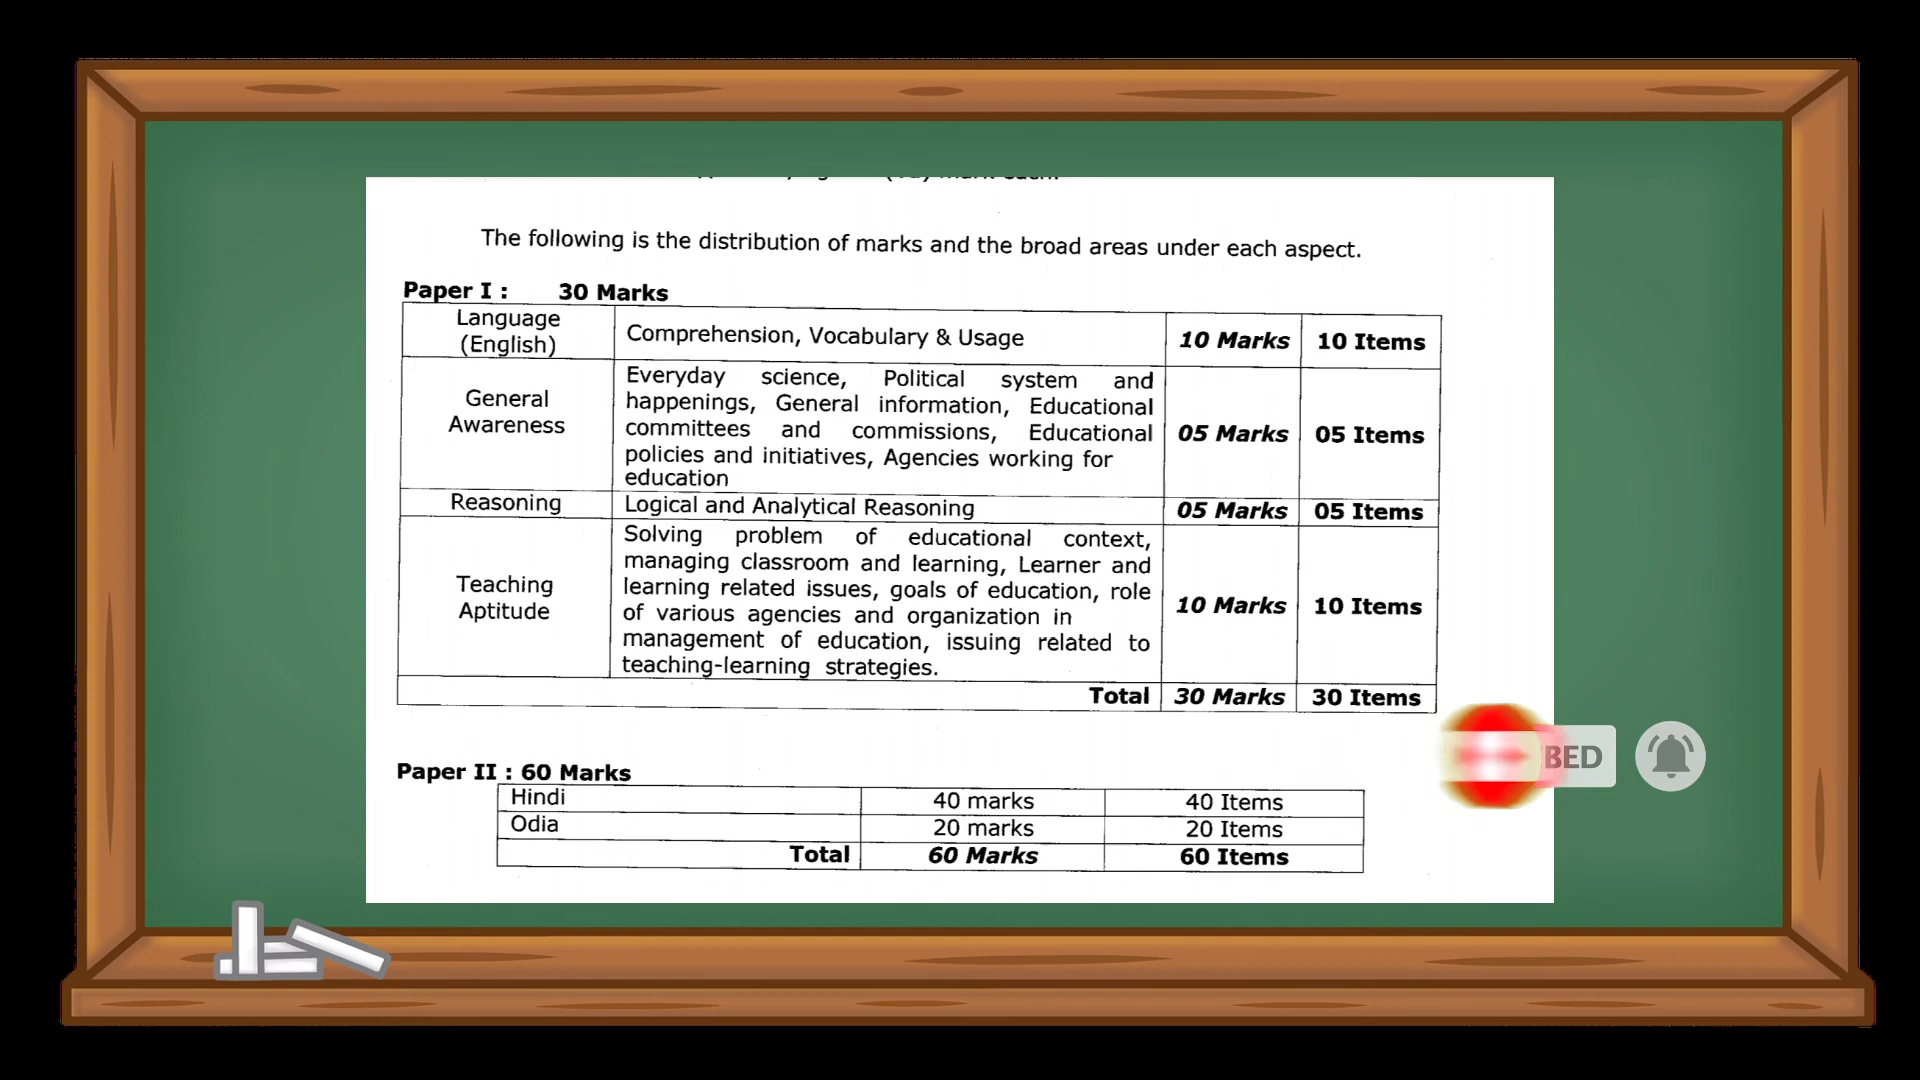 mark each.
The following is the distribution of marks and the broad areas under each aspect.
Paper I : 30 Marks
Language
(English)
Comprehension, Vocabulary & Usage
10 Marks
10 Items
General
Awareness
Everyday science, Political system and
happenings, General information, Educational
committees and commissions, Educational
policies and initiatives, Agencies working for
education
05 Marks
05 Items
Reasoning
Logical and Analytical Reasoning
05 Marks
05 Items
Teaching
Aptitude
Solving problem of educational context,
managing classroom and learning, Learner and
learning related issues, goals of education, role
of various agencies and organization in
management of education, issuing related to
teaching-learning strategies.
10 Marks
10 Items
Total
30 Marks
30 Items
Paper II : 60 Marks
Hindi
40 marks
40 Items
Odia
20 marks
20 Items
Total
60 Marks
60 Items
BED